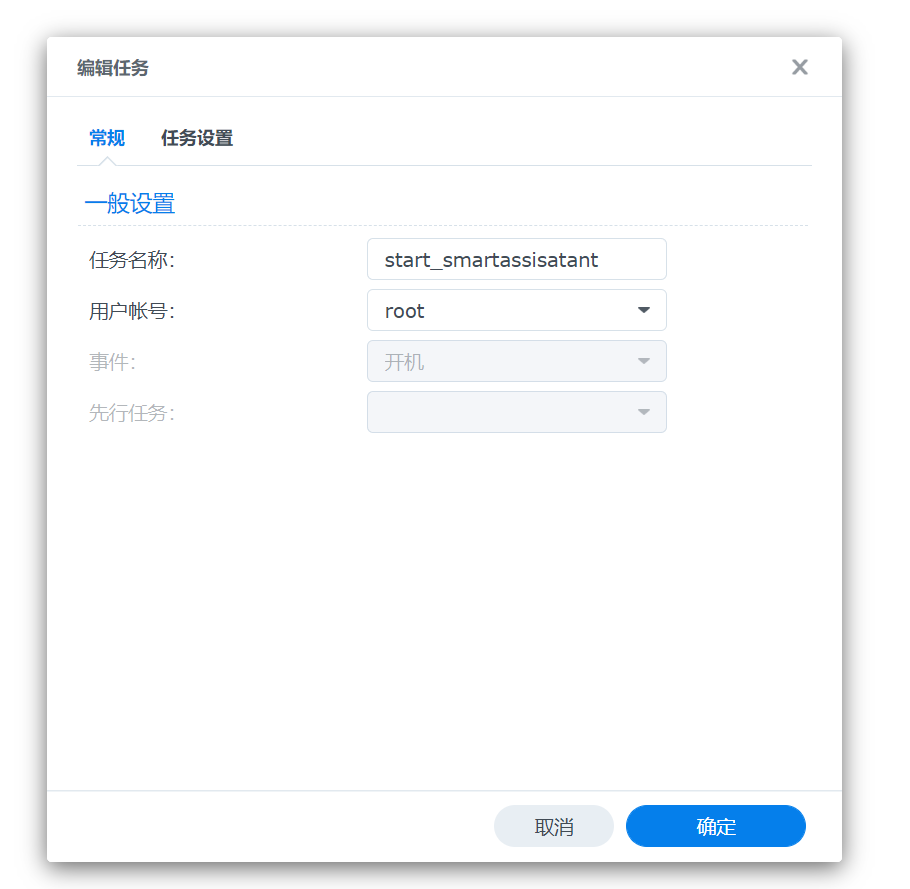 编辑任务
常规 任务设置
一般设置
任务名称: start_smartassisatant
用户帐号: root
事件: 开机
先行任务:
取消 确定